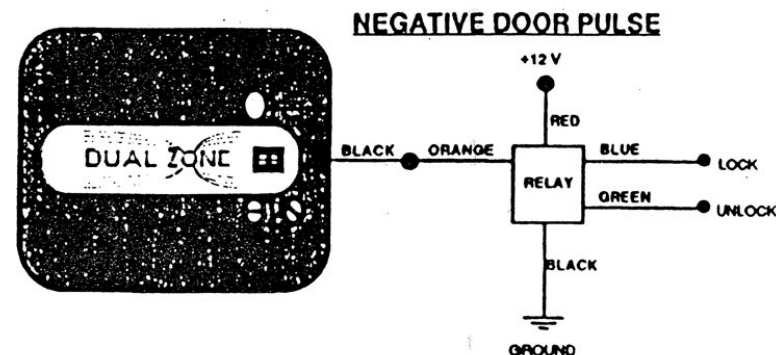 NEGATIVE DOOR PULSE
+12 V
RED
DUAL ZONE
BLACK
ORANGE
RELAY
BLUE
LOCK
GREEN
UNLOCK
BLACK
GROUND